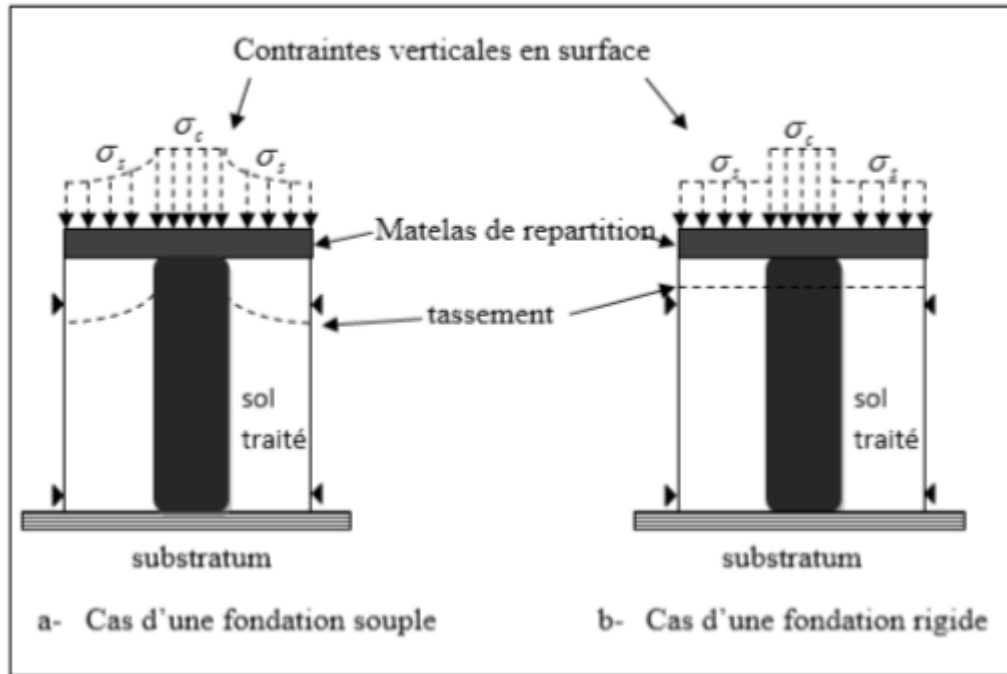 Contraintes verticales en surface
σc
σs
σs
σc
σs
σs
Matelas de repartition
tassement
sol
traité
sol
traité
substratum
substratum
a- Cas d'une fondation souple
b- Cas d'une fondation rigide